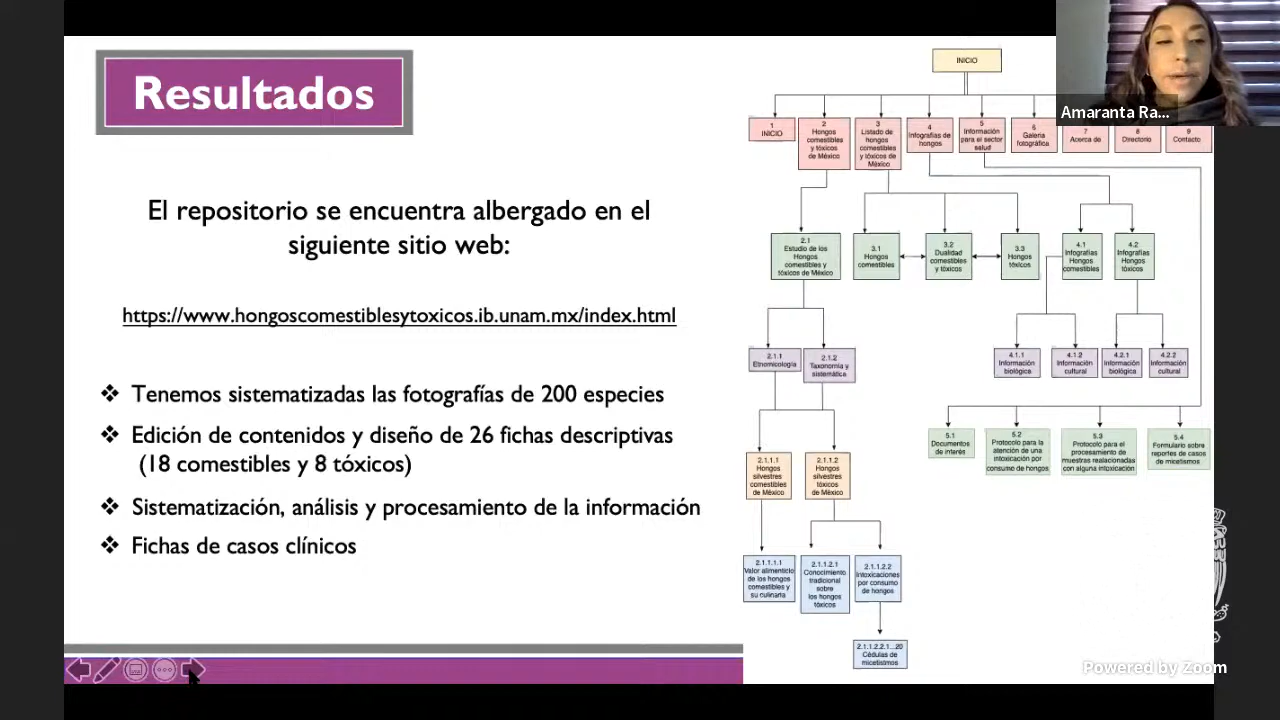 Resultados
El repositorio se encuentra albergado en el
siguiente sitio web:
https://www.hongoscomestiblesytoxicos.ib.unam.mx/index.html
❖ Tenemos sistematizadas las fotografías de 200 especies
❖ Edición de contenidos y diseño de 26 fichas descriptivas
(18 comestibles y 8 tóxicos)
❖ Sistematización, análisis y procesamiento de la información
❖ Fichas de casos clínicos
INICIO
1
INICIO
2
Hongos
comestibles
y tóxicos
de México
3
Listado de
hongos
comestibles
y tóxicos de
México
4
Infografías de
hongos
5
Información
para el sector
salud
6
Galería
fotográfica
7
Acerca de
8
Directorio
9
Contacto
2.1
Estudio de los
Hongos
comestibles y
tóxicos de México
3.1
Hongos
comestibles
3.2
Dualidad
comestibles
y tóxicos
3.3
Hongos
tóxicos
4.1
Infografías
Hongos
comestibles
4.2
Infografías
Hongos
tóxicos
2.1.1
Etnomicología
2.1.2
Taxonomía y
sistemática
4.1.1
Información
biológica
4.1.2
Información
cultural
4.2.1
Información
biológica
4.2.2
Información
cultural
5.1
Documentos
de interés
5.2
Protocolo para la
atención de una
intoxicación por
consumo de hongos
5.3
Protocolo para el
procesamiento de
muestras realacionadas
con alguna intoxicación
5.4
Formulario sobre
reportes de casos
de micetismos
2.1.1.1
Hongos
silvestres
comestibles
de México
2.1.1.2
Hongos
silvestres
tóxicos
de México
2.1.1.1.1
Valor alimenticio
de los hongos
comestibles y
su culinaria
2.1.1.2.1
Conocimiento
tradicional
sobre
los hongos
tóxicos
2.1.1.2.2
Intoxicaciones
por consumo
de hongos
2.1.1.2.2.1...20
Cédulas de
micetismos
Amaranta Ra...
Powered by Zoom